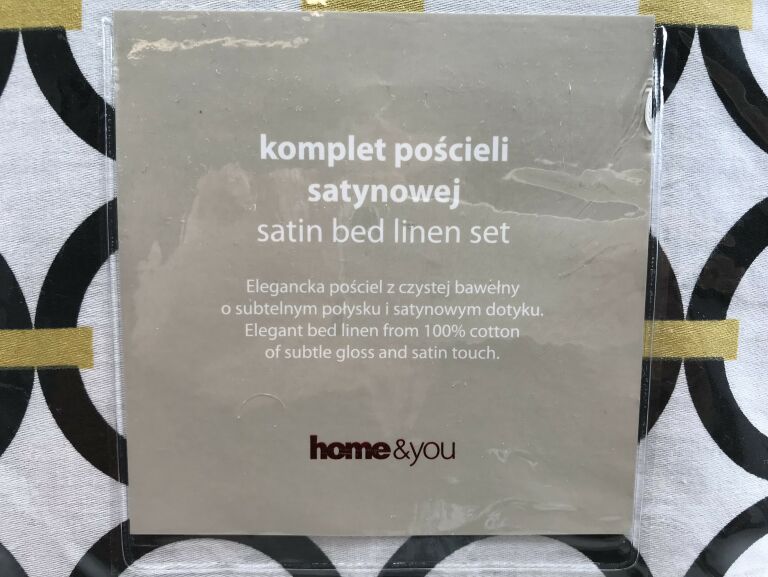 komplet pościeli
satynowej
satin bed linen set
Elegancka pościel z czystej bawełny
o subtelnym połysku i satynowym dotyku.
Elegant bed linen from 100% cotton
of subtle gloss and satin touch.
home&you